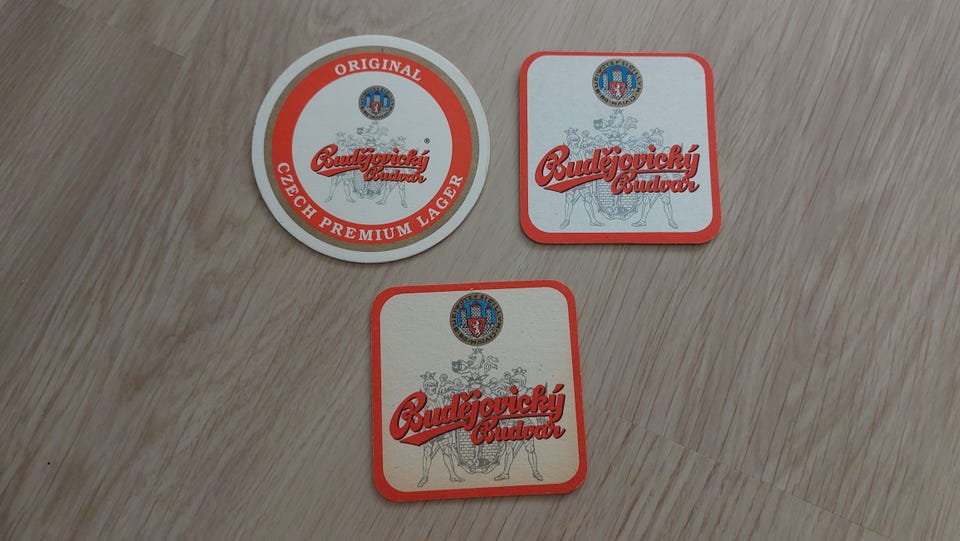 ORIGINAL
Budějovický
Budvar
®
CZECH PREMIUM LAGER
Budějovický
Budvar
Budějovický
Budvar